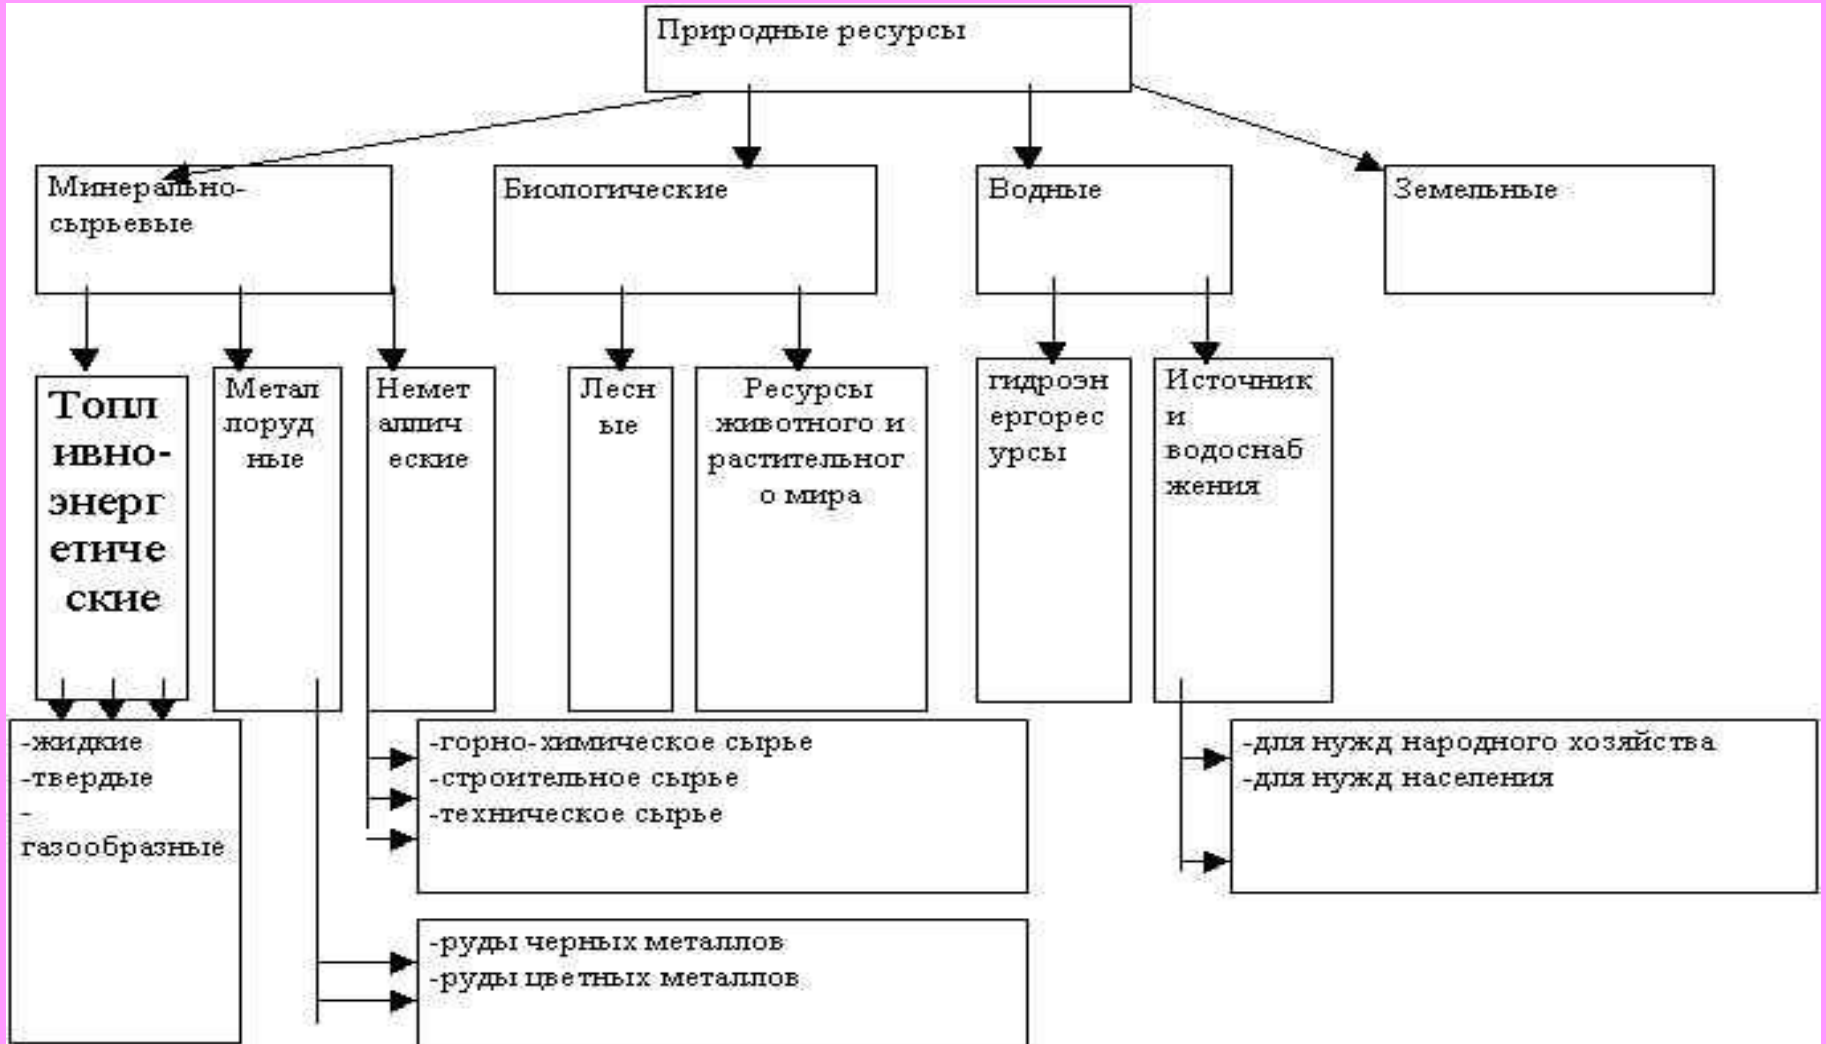 Природные ресурсы
Минерально-
сырьевые
Биологические
Водные
Земельные
Топл
ивно-
энерг
етиче
ские
Метал
лоруд
ные
Немет
аллич
еские
Лесн
ые
Ресурсы
животного и
растительног
о мира
гидроэн
ергорес
урсы
Источник
и
водоснаб
жения
-жидкие
-твердые
-
газообразные
-горно-химическое сырье
-строительное сырье
-техническое сырье
-для нужд народного хозяйства
-для нужд населения
-руды черных металлов
-руды цветных металлов